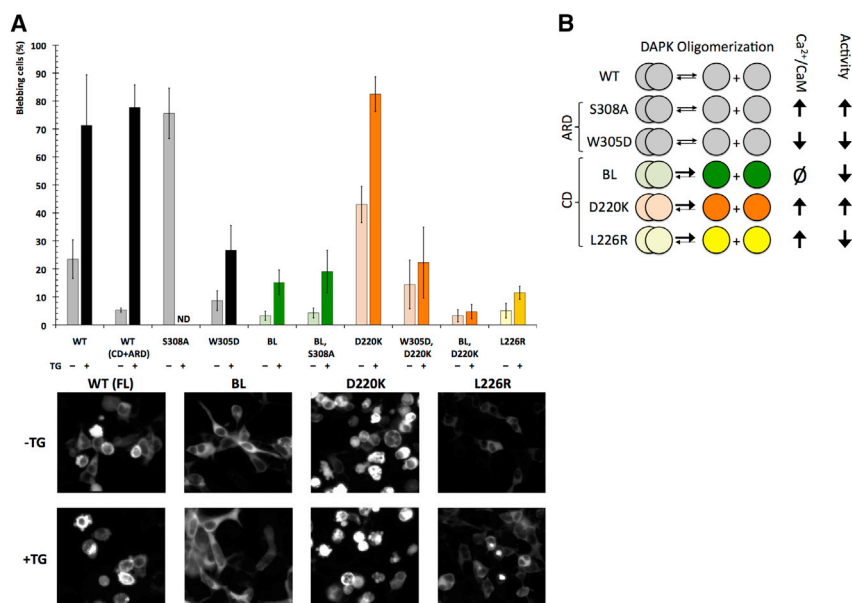 A
Blebbing cells (%)
100
90
80
70
60
50
40
30
20
10
0
ND
WT
WT (CD+ARD)
S308A
W305D
BL
BL, S308A
D220K
W305D, D220K
BL, D220K
L226R
TG – + – + – + – + – + – + – + – + – + – +
WT (FL) BL D220K L226R
-TG
+TG
B
DAPK Oligomerization
Ca²⁺/CaM
Activity
WT + 
ARD
S308A + ↑ ↑
W305D + ↓ ↓
CD
BL + Ø ↓
D220K + ↑ ↑
L226R + ↑ ↓